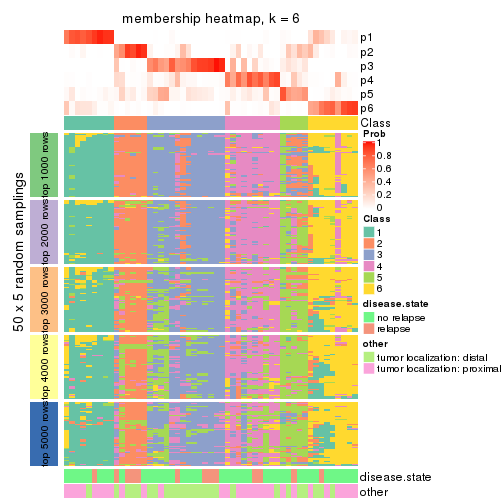 membership heatmap, k = 6
p1
p2
p3
p4
p5
p6
Class
50 x 5 random samplings
top 1000 rows
top 2000 rows
top 3000 rows
top 4000 rows
top 5000 rows
disease.state
other
Prob
1
0.8
0.6
0.4
0.2
0
Class
1
2
3
4
5
6
disease.state
no relapse
relapse
other
tumor localization: distal
tumor localization: proximal